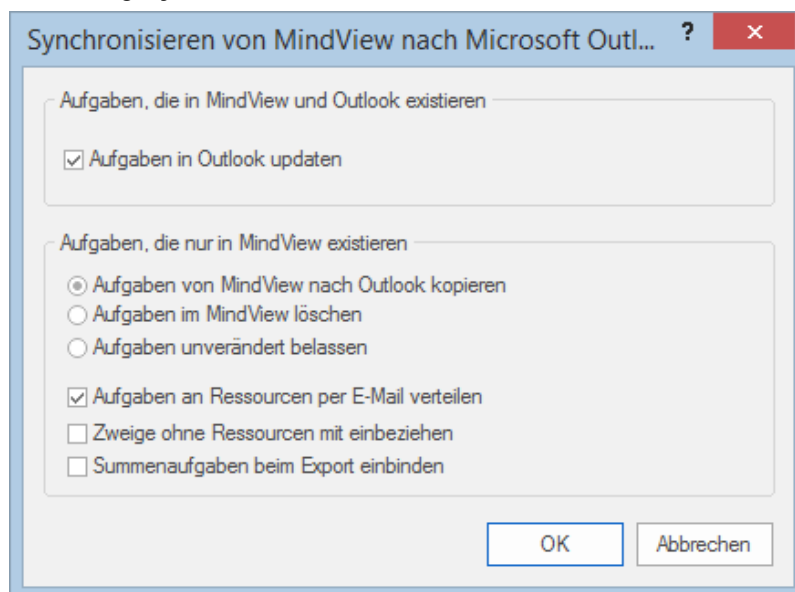 Synchronisieren von MindView nach Microsoft Outl... ? ×
Aufgaben, die in MindView und Outlook existieren
Aufgaben in Outlook updaten
Aufgaben, die nur in MindView existieren
Aufgaben von MindView nach Outlook kopieren
Aufgaben im MindView löschen
Aufgaben unverändert belassen
Aufgaben an Ressourcen per E-Mail verteilen
Zweige ohne Ressourcen mit einbeziehen
Summenaufgaben beim Export einbinden
OK Abbrechen